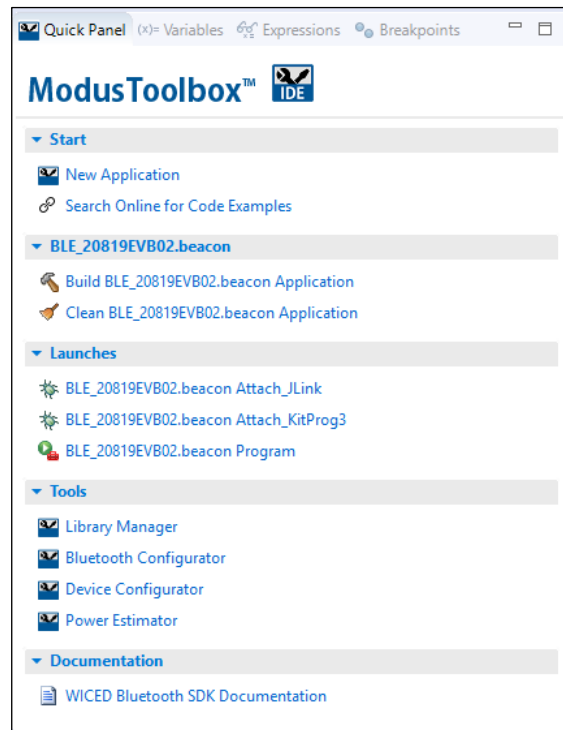 Quick Panel (x)= Variables Expressions Breakpoints
ModusToolbox™ IDE
Start
New Application
Search Online for Code Examples
BLE_20819EVB02.beacon
Build BLE_20819EVB02.beacon Application
Clean BLE_20819EVB02.beacon Application
Launches
BLE_20819EVB02.beacon Attach_JLink
BLE_20819EVB02.beacon Attach_KitProg3
BLE_20819EVB02.beacon Program
Tools
Library Manager
Bluetooth Configurator
Device Configurator
Power Estimator
Documentation
WICED Bluetooth SDK Documentation